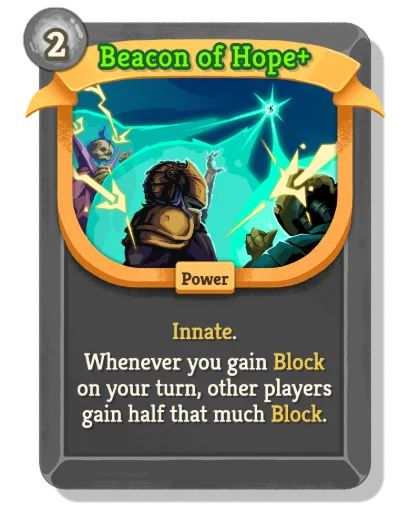 2
Beacon of Hope+
Power
Innate.
Whenever you gain Block
on your turn, other players
gain half that much Block.